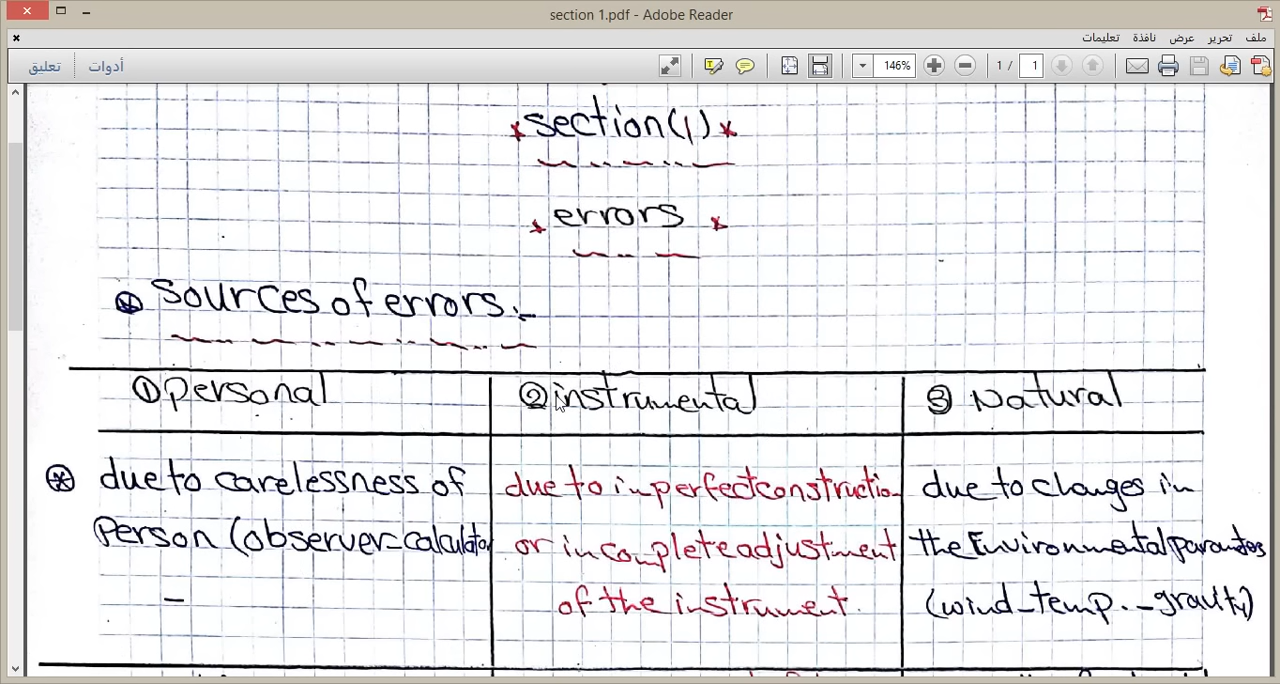 section 1.pdf - Adobe Reader
ملف تحرير عرض نافذة تعليمات
تعليق أدوات 146% 1 / 1
*section(1)*
*errors*
sources of errors:-
① personal
② instrumental
③ Natural
due to carelessness of
Person (observer-calculator
-
due to inperfect construction
or incomplete adjustment
of the instrument.
due to changes in
the Environmental parametes
(wind-temp.-gravity)